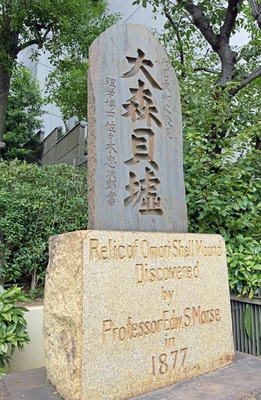 大森貝墟
理学博士 佐々木忠次郎書
Relic of Omori Shell Mound
Discovered
by
Professor Edw. S. Morse
in
1877